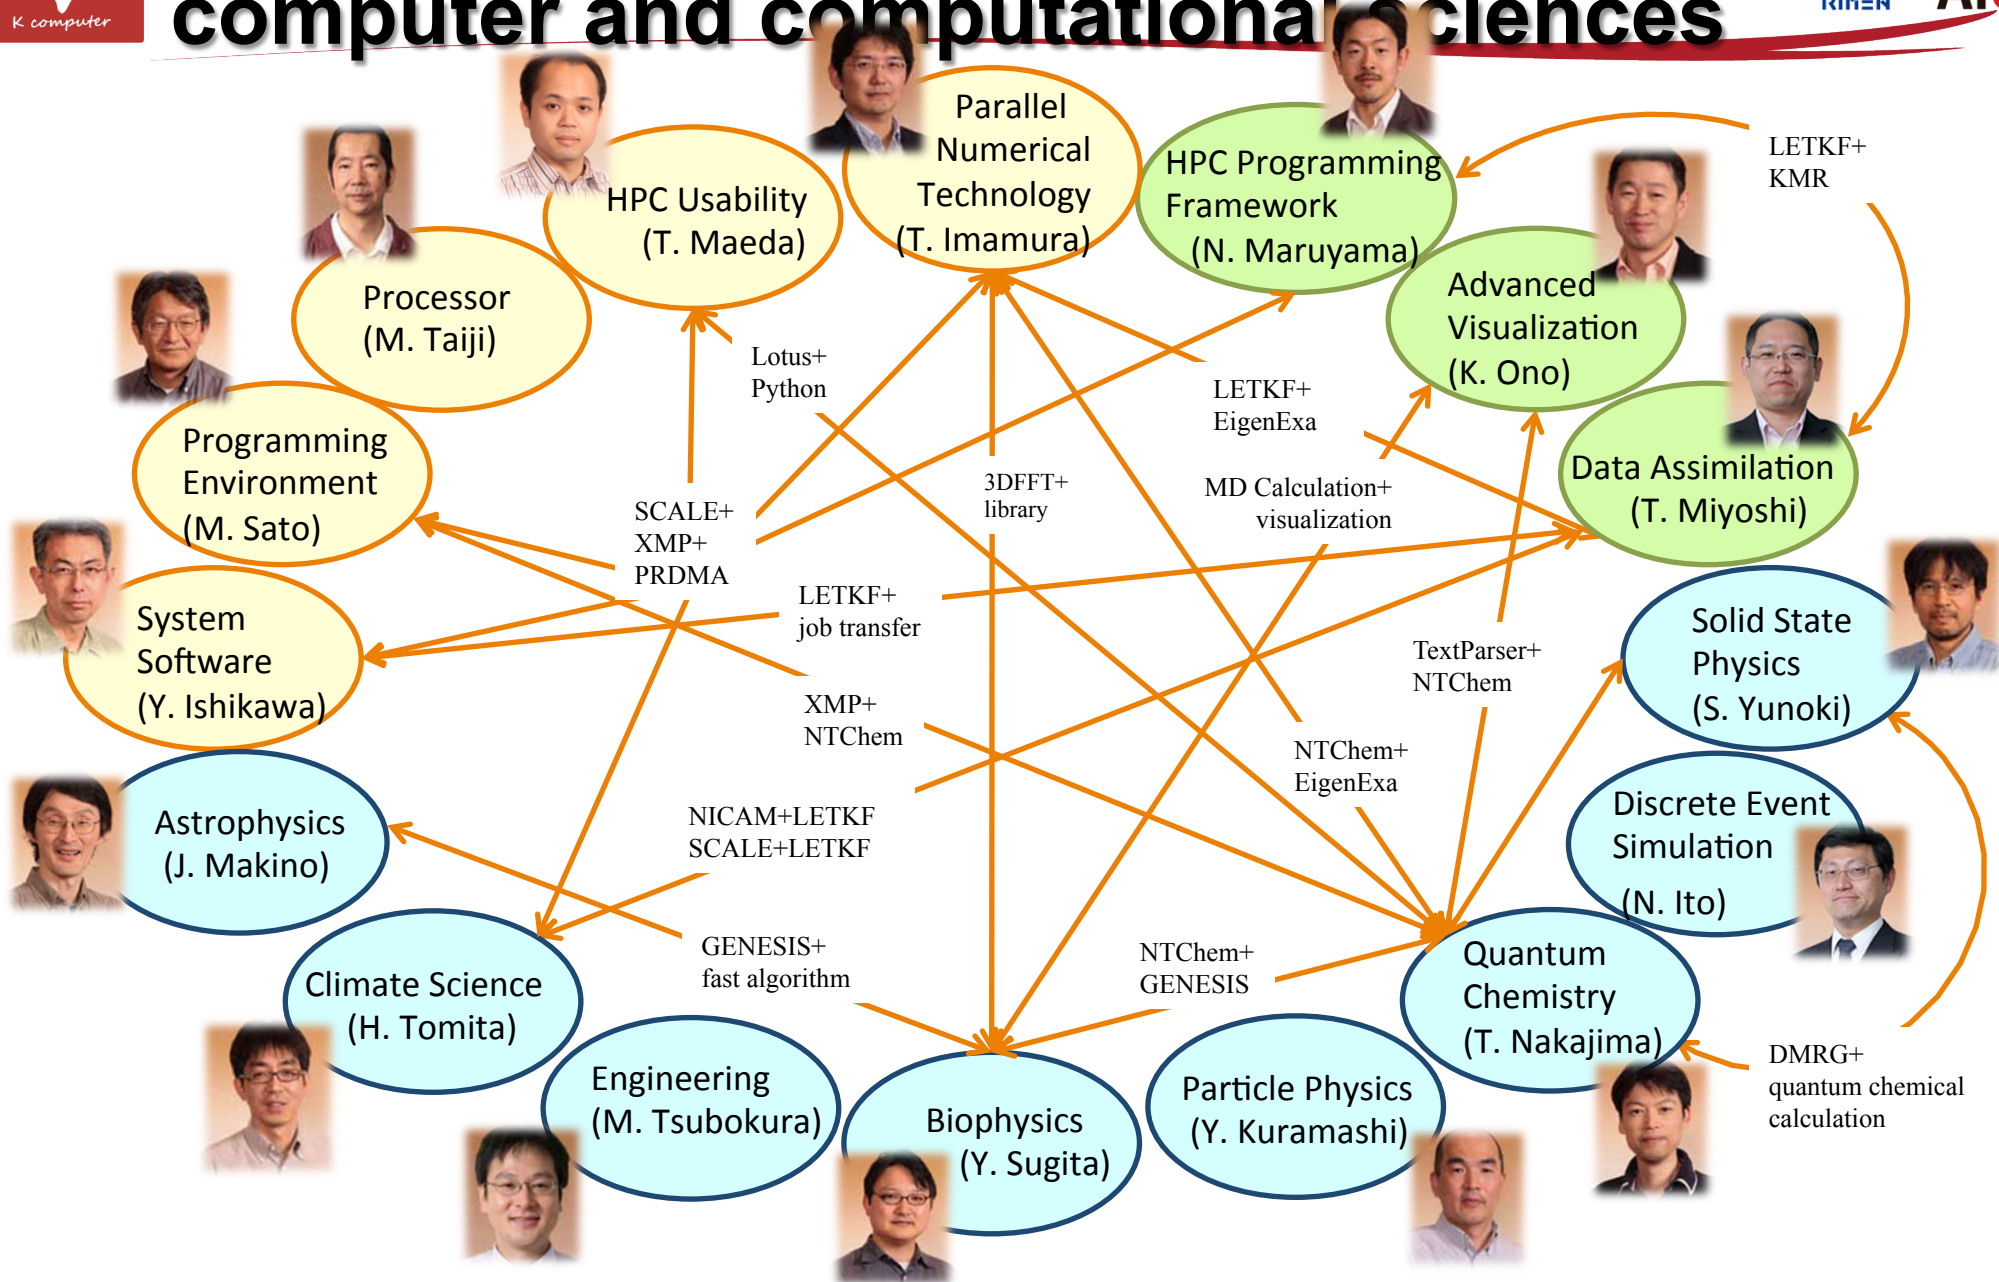 K computer
computer and computational sciences
RIKEN
Parallel
Numerical
Technology
(T. Imamura)
HPC Programming
Framework
(N. Maruyama)
LETKF+
KMR
HPC Usability
(T. Maeda)
Advanced
Visualization
(K. Ono)
Processor
(M. Taiji)
Lotus+
Python
LETKF+
EigenExa
Programming
Environment
(M. Sato)
Data Assimilation
(T. Miyoshi)
3DFFT+
library
MD Calculation+
visualization
SCALE+
XMP+
PRDMA
LETKF+
job transfer
System
Software
(Y. Ishikawa)
Solid State
Physics
(S. Yunoki)
TextParser+
NTChem
XMP+
NTChem
NTChem+
EigenExa
Astrophysics
(J. Makino)
NICAM+LETKF
SCALE+LETKF
Discrete Event
Simulation
(N. Ito)
GENESIS+
fast algorithm
NTChem+
GENESIS
Quantum
Chemistry
(T. Nakajima)
Climate Science
(H. Tomita)
DMRG+
quantum chemical
calculation
Engineering
(M. Tsubokura)
Biophysics
(Y. Sugita)
Particle Physics
(Y. Kuramashi)